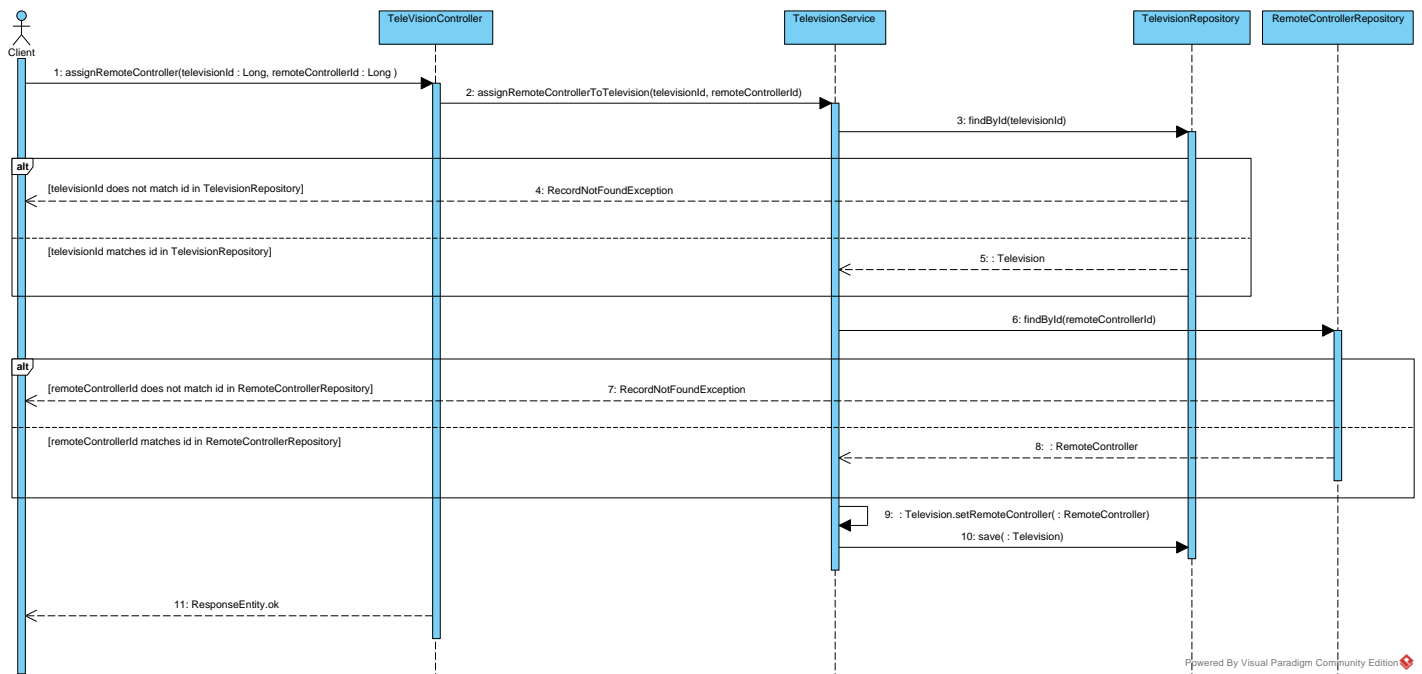 TeleVisionController
TelevisionService
TelevisionRepository
RemoteControllerRepository
Client
1: assignRemoteController(televisionId : Long, remoteControllerId : Long )
2: assignRemoteControllerToTelevision(televisionId, remoteControllerId)
3: findById(televisionId)
alt
[televisionId does not match id in TelevisionRepository]
4: RecordNotFoundException
[televisionId matches id in TelevisionRepository]
5: : Television
6: findById(remoteControllerId)
alt
[remoteControllerId does not match id in RemoteControllerRepository]
7: RecordNotFoundException
[remoteControllerId matches id in RemoteControllerRepository]
8:  : RemoteController
9:  : Television.setRemoteController( : RemoteController)
10: save( : Television)
11: ResponseEntity.ok
Powered By Visual Paradigm Community Edition